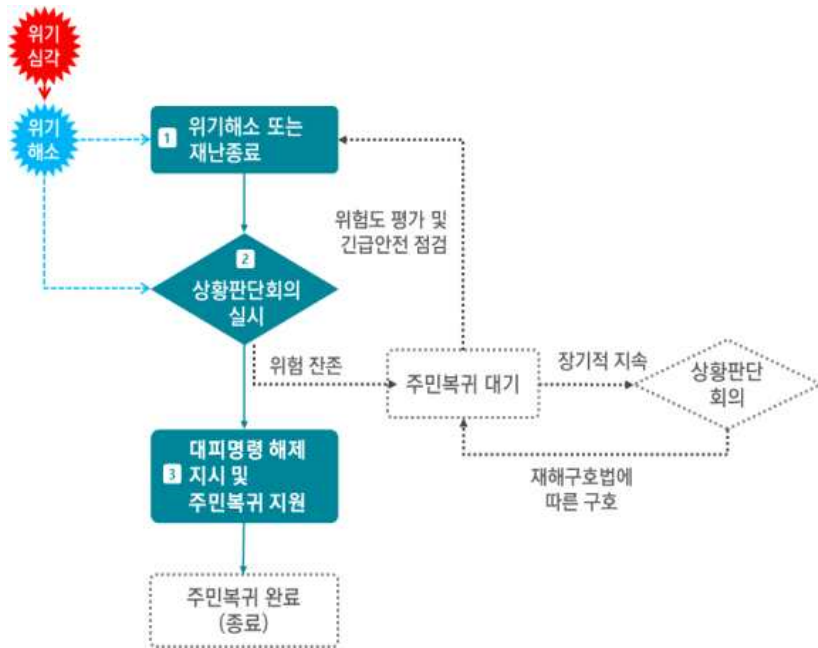 위기
심각
위기
해소
1
위기해소 또는
재난종료
위험도 평가 및
긴급안전 점검
2
상황판단회의
실시
위험 잔존
주민복귀 대기
장기적 지속
상황판단
회의
3
대피명령 해제
지시 및
주민복귀 지원
재해구호법에
따른 구호
주민복귀 완료
(종료)